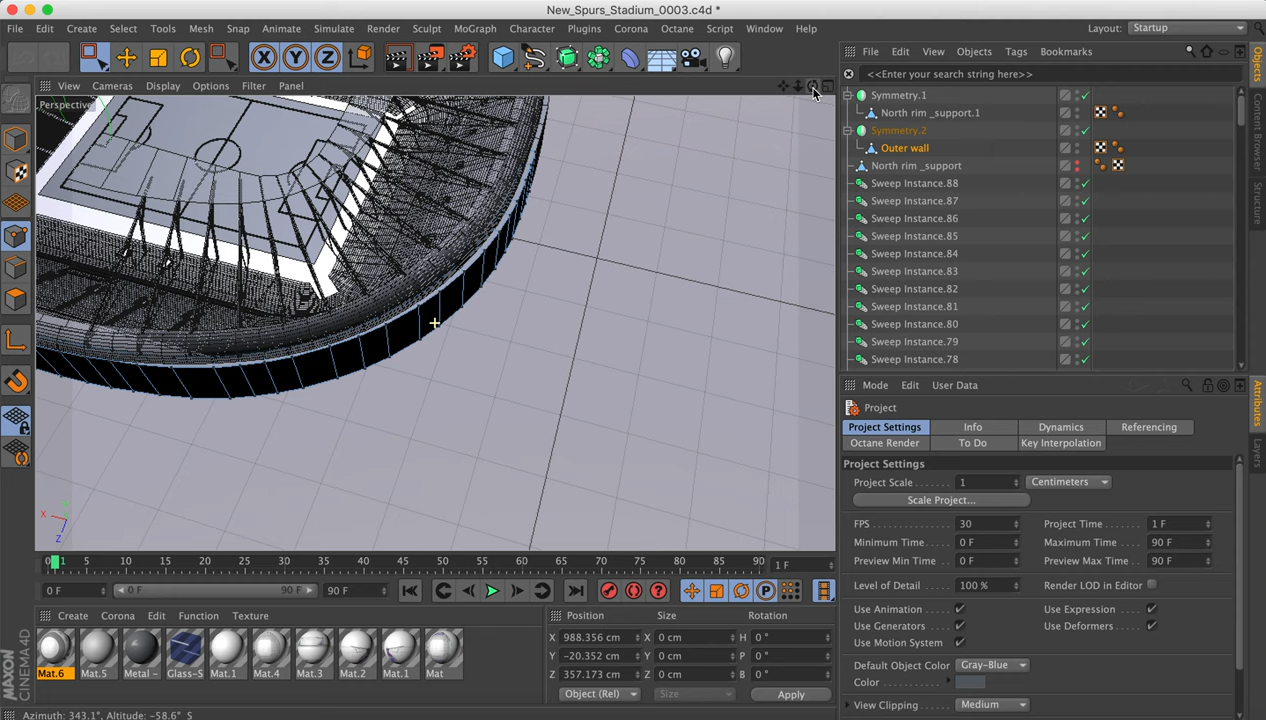 New_Spurs_Stadium_0003.c4d *
File Edit Create Select Tools Mesh Snap Animate Simulate Render Sculpt MoGraph Character Plugins Corona Octane Script Window Help Layout: Startup
File Edit View Objects Tags Bookmarks
<<Enter your search string here>>
View Cameras Display Options Filter Panel
Perspective
Symmetry.1
North rim _support.1
Symmetry.2
Outer wall
North rim _support
Sweep Instance.88
Sweep Instance.87
Sweep Instance.86
Sweep Instance.85
Sweep Instance.84
Sweep Instance.83
Sweep Instance.82
Sweep Instance.81
Sweep Instance.80
Sweep Instance.79
Sweep Instance.78
Objects
Content Browser
Structure
Mode Edit User Data
Project
Project Settings Info Dynamics Referencing
Octane Render To Do Key Interpolation
Project Settings
Project Scale 1 Centimeters
Scale Project...
FPS 30 Project Time 1 F
Minimum Time 0 F Maximum Time 90 F
Preview Min Time 0 F Preview Max Time 90 F
Level of Detail 100 % Render LOD in Editor
Use Animation Use Expression
Use Generators Use Deformers
Use Motion System
Default Object Color Gray-Blue
Color
View Clipping Medium
Attributes
Layers
X Y Z
X
Y
Z
0 1 5 10 15 20 25 30 35 40 45 50 55 60 65 70 75 80 85 90 1 F
0 F 0 F 90 F 90 F
Create Corona Edit Function Texture
Mat.6 Mat.5 Metal - Glass-S Mat.1 Mat.4 Mat.3 Mat.2 Mat.1 Mat
Position Size Rotation
X 988.356 cm X 0 cm H 0 °
Y -20.352 cm Y 0 cm P 0 °
Z 357.173 cm Z 0 cm B 0 °
Object (Rel) Size Apply
MAXON
CINEMA 4D
Azimuth: 343.1°, Altitude: -58.6° S